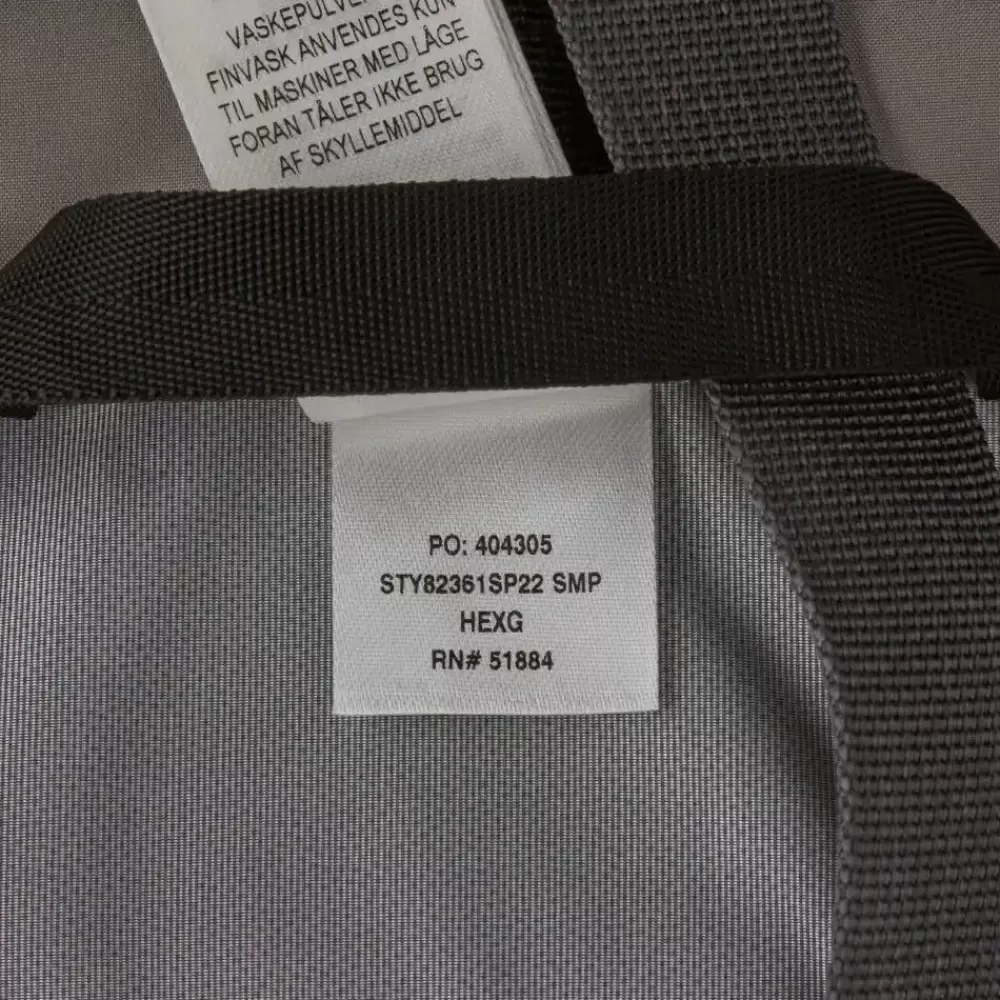 FINVASK ANVENDES KUN
TIL MASKINER MED LÅGE
FORAN TÅLER IKKE BRUG
AF SKYLLEMIDDEL
PO: 404305
STY82361SP22 SMP
HEXG
RN# 51884